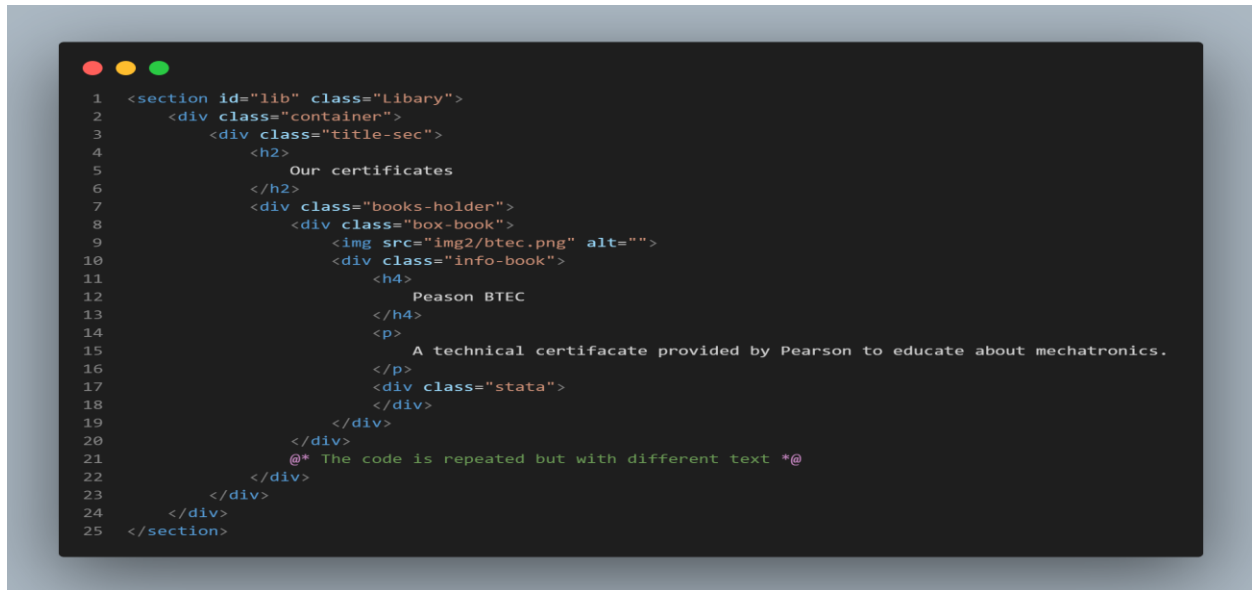 1 <section id="lib" class="Libary">
2     <div class="container">
3         <div class="title-sec">
4             <h2>
5                 Our certificates
6             </h2>
7             <div class="books-holder">
8                 <div class="box-book">
9                     <img src="img2/btec.png" alt="">
10                     <div class="info-book">
11                         <h4>
12                             Peason BTEC
13                         </h4>
14                         <p>
15                             A technical certifacate provided by Pearson to educate about mechatronics.
16                         </p>
17                         <div class="stata">
18                         </div>
19                     </div>
20                 </div>
21                 @* The code is repeated but with different text *@
22             </div>
23         </div>
24     </div>
25 </section>